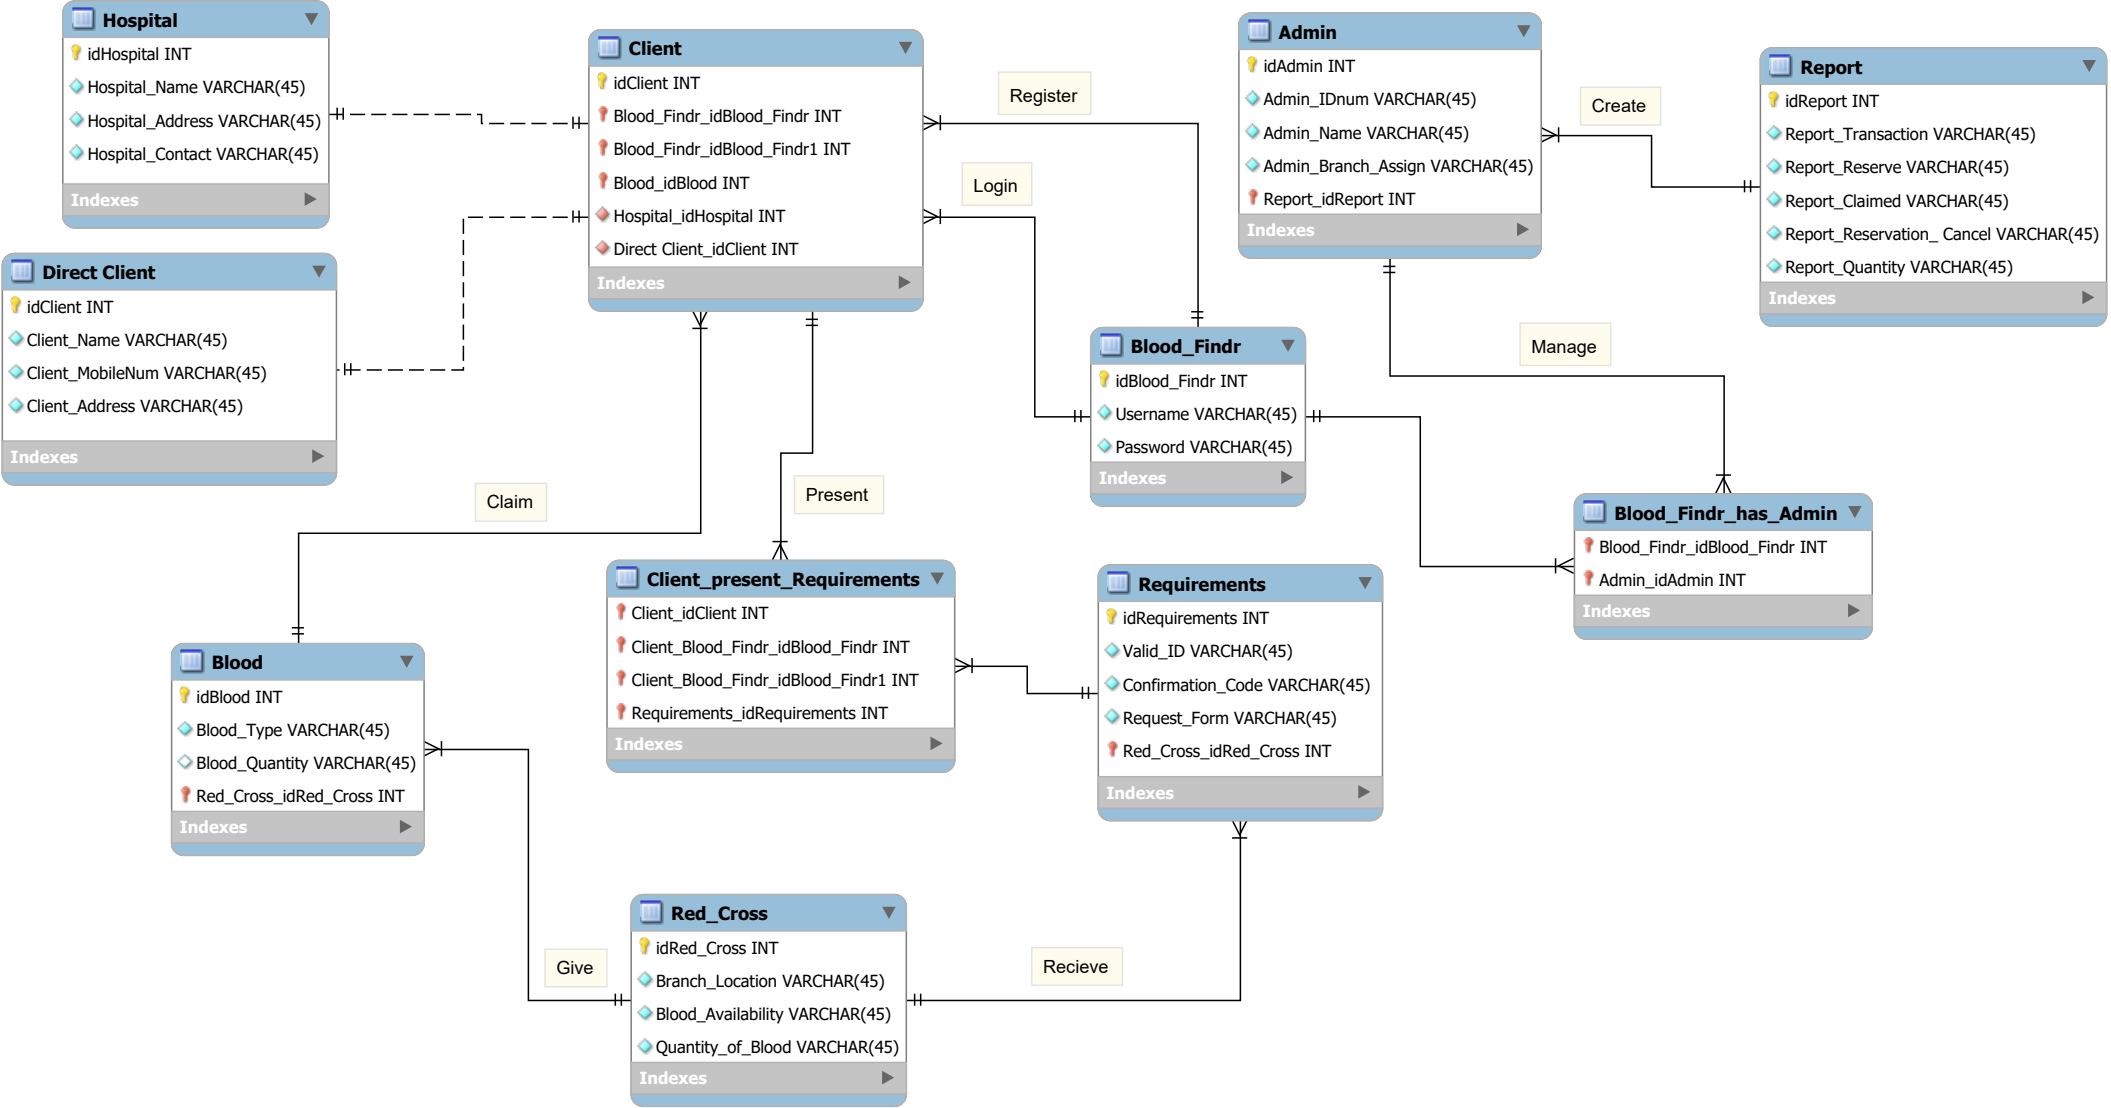 Hospital
idHospital INT
Hospital_Name VARCHAR(45)
Hospital_Address VARCHAR(45)
Hospital_Contact VARCHAR(45)
Indexes
Direct Client
idClient INT
Client_Name VARCHAR(45)
Client_MobileNum VARCHAR(45)
Client_Address VARCHAR(45)
Indexes
Client
idClient INT
Blood_Findr_idBlood_Findr INT
Blood_Findr_idBlood_Findr1 INT
Blood_idBlood INT
Hospital_idHospital INT
Direct Client_idClient INT
Indexes
Register
Login
Admin
idAdmin INT
Admin_IDnum VARCHAR(45)
Admin_Name VARCHAR(45)
Admin_Branch_Assign VARCHAR(45)
Report_idReport INT
Indexes
Create
Report
idReport INT
Report_Transaction VARCHAR(45)
Report_Reserve VARCHAR(45)
Report_Claimed VARCHAR(45)
Report_Reservation_ Cancel VARCHAR(45)
Report_Quantity VARCHAR(45)
Indexes
Blood_Findr
idBlood_Findr INT
Username VARCHAR(45)
Password VARCHAR(45)
Indexes
Manage
Blood_Findr_has_Admin
Blood_Findr_idBlood_Findr INT
Admin_idAdmin INT
Indexes
Claim
Present
Client_present_Requirements
Client_idClient INT
Client_Blood_Findr_idBlood_Findr INT
Client_Blood_Findr_idBlood_Findr1 INT
Requirements_idRequirements INT
Indexes
Requirements
idRequirements INT
Valid_ID VARCHAR(45)
Confirmation_Code VARCHAR(45)
Request_Form VARCHAR(45)
Red_Cross_idRed_Cross INT
Indexes
Blood
idBlood INT
Blood_Type VARCHAR(45)
Blood_Quantity VARCHAR(45)
Red_Cross_idRed_Cross INT
Indexes
Give
Red_Cross
idRed_Cross INT
Branch_Location VARCHAR(45)
Blood_Availability VARCHAR(45)
Quantity_of_Blood VARCHAR(45)
Indexes
Recieve